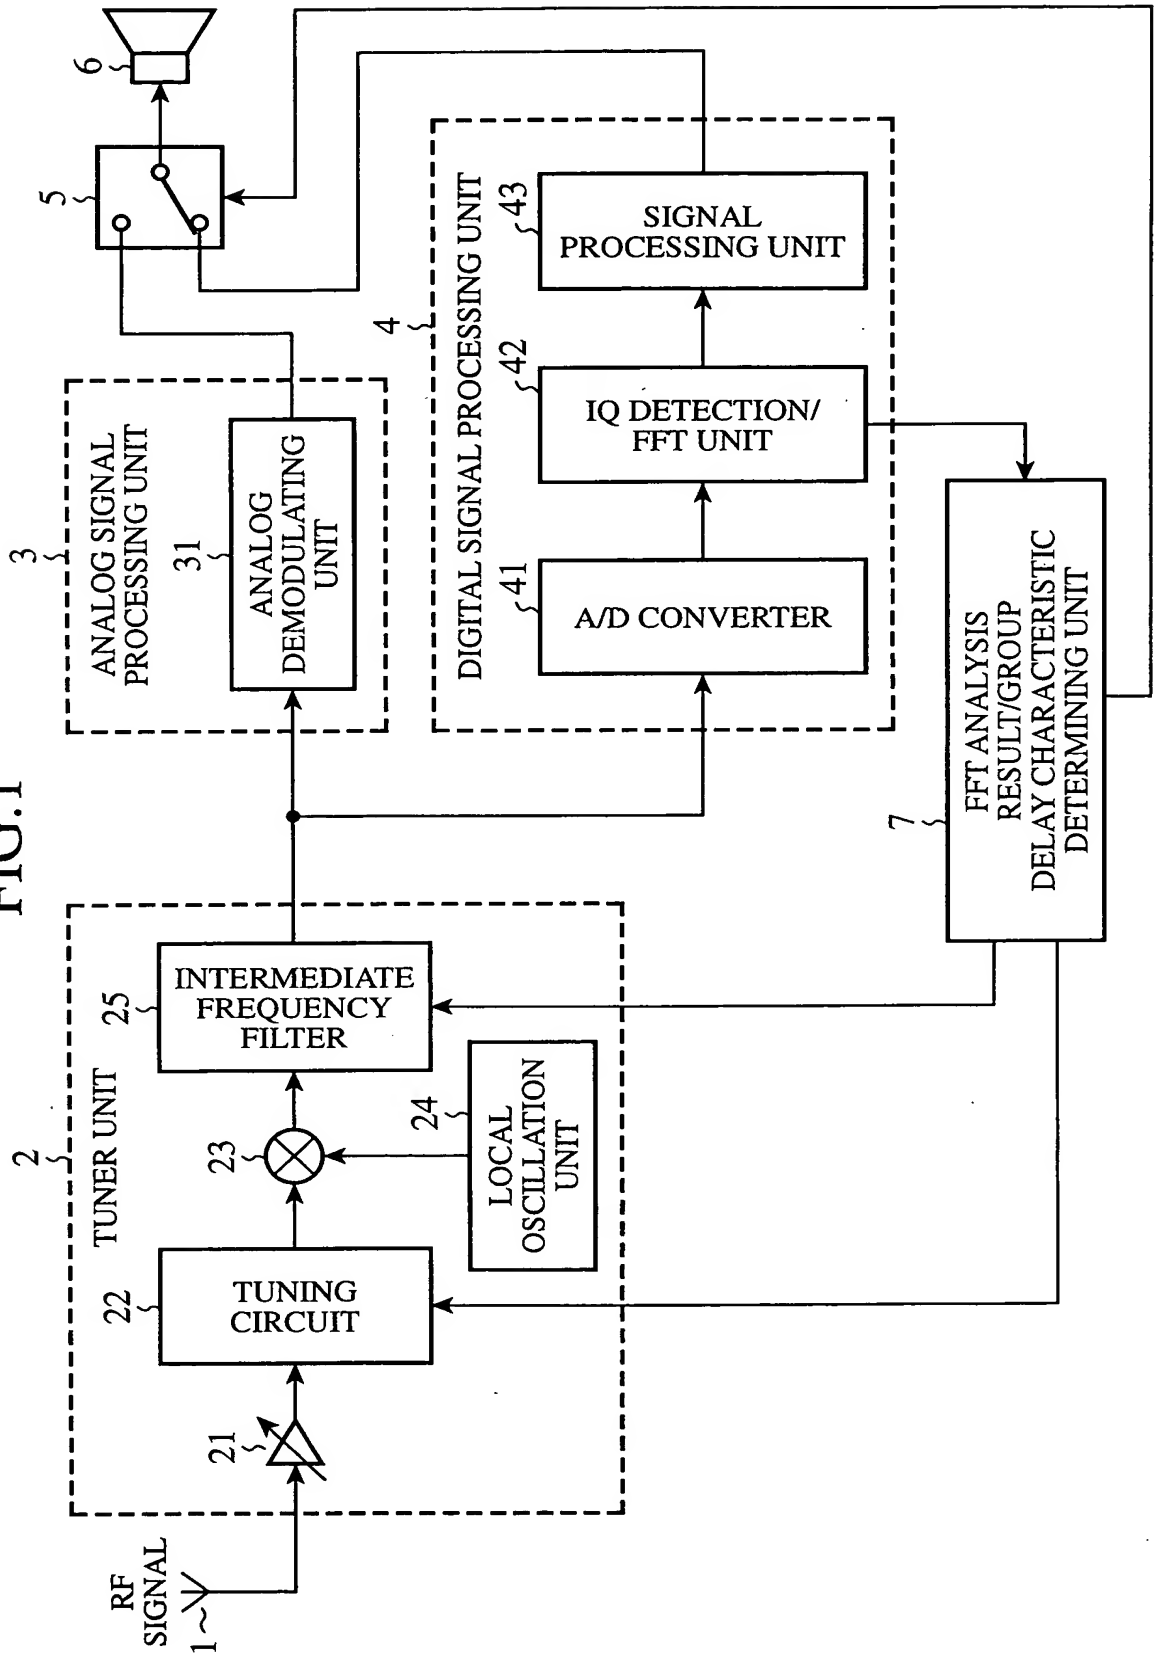 FIG.1
RF
SIGNAL
1
2
TUNER UNIT
21
22
TUNING
CIRCUIT
23
24
LOCAL
OSCILLATION
UNIT
25
INTERMEDIATE
FREQUENCY
FILTER
3
ANALOG SIGNAL
PROCESSING UNIT
31
ANALOG
DEMODULATING
UNIT
4
DIGITAL SIGNAL PROCESSING UNIT
41
A/D CONVERTER
42
IQ DETECTION/
FFT UNIT
43
SIGNAL
PROCESSING UNIT
5
6
7
FFT ANALYSIS
RESULT/GROUP
DELAY CHARACTERISTIC
DETERMINING UNIT